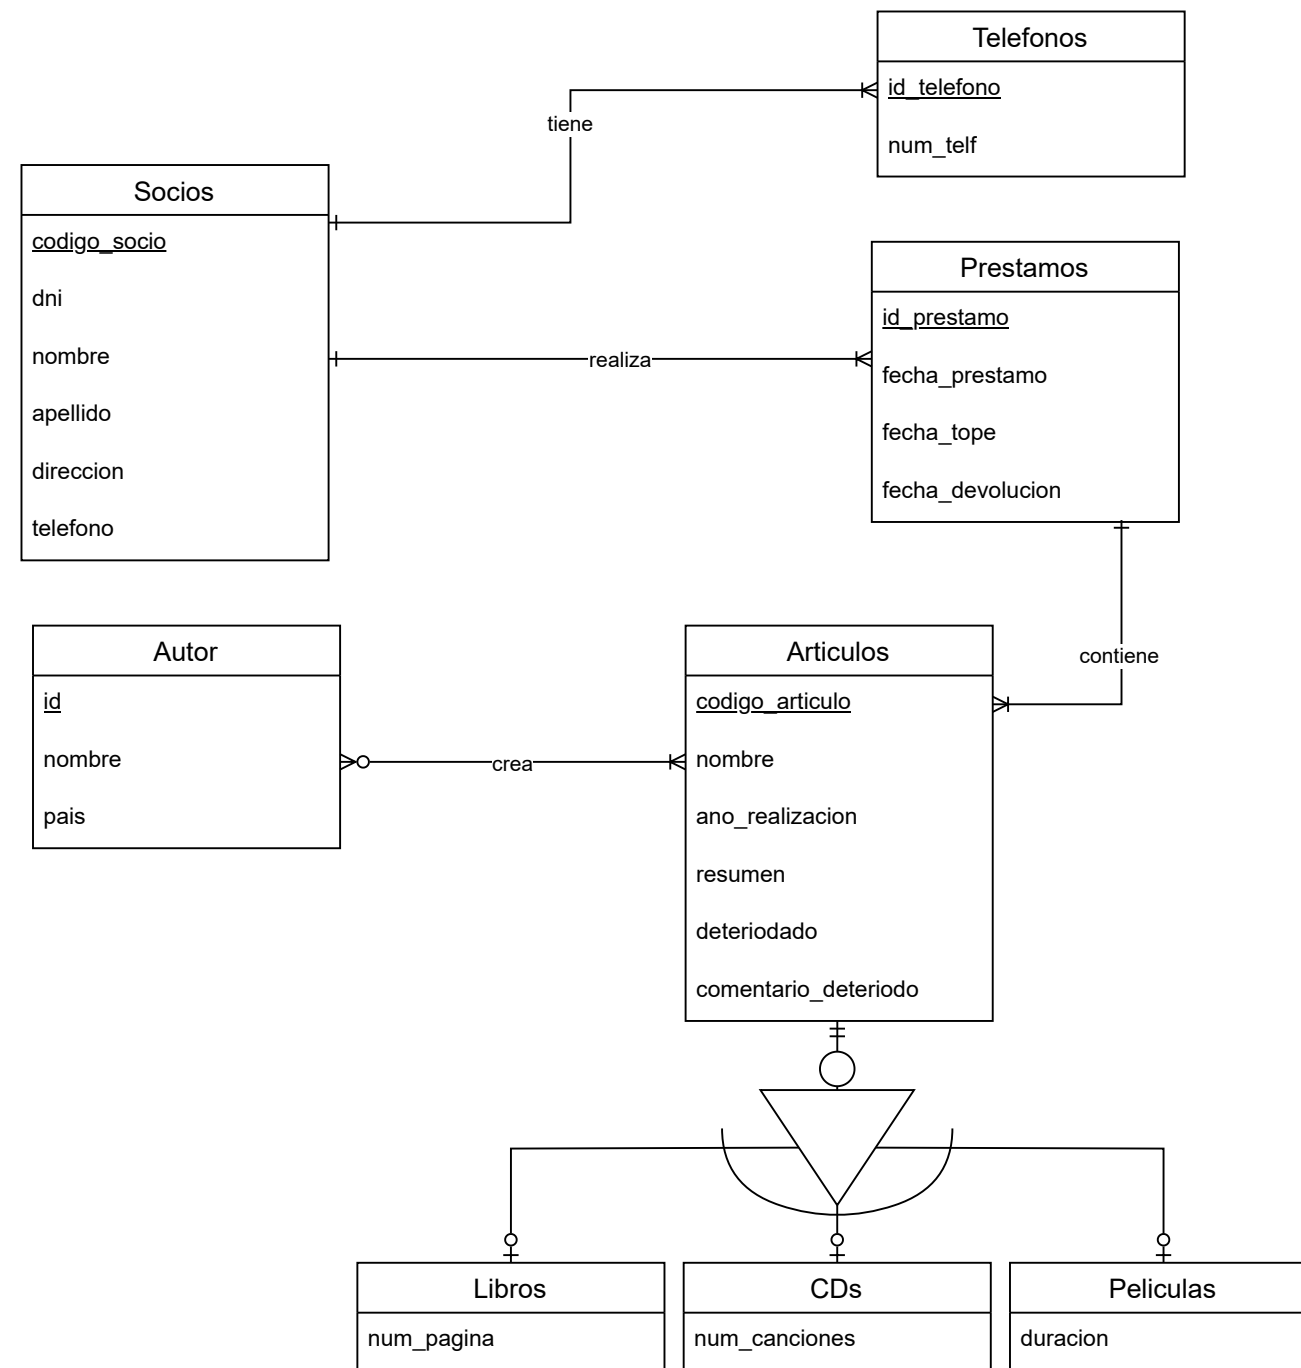 Telefonos
id_telefono
num_telf
tiene
Socios
codigo_socio
dni
nombre
apellido
direccion
telefono
Prestamos
id_prestamo
fecha_prestamo
fecha_tope
fecha_devolucion
realiza
contiene
Autor
id
nombre
pais
crea
Articulos
codigo_articulo
nombre
ano_realizacion
resumen
deteriodado
comentario_deteriodo
Libros
num_pagina
CDs
num_canciones
Peliculas
duracion